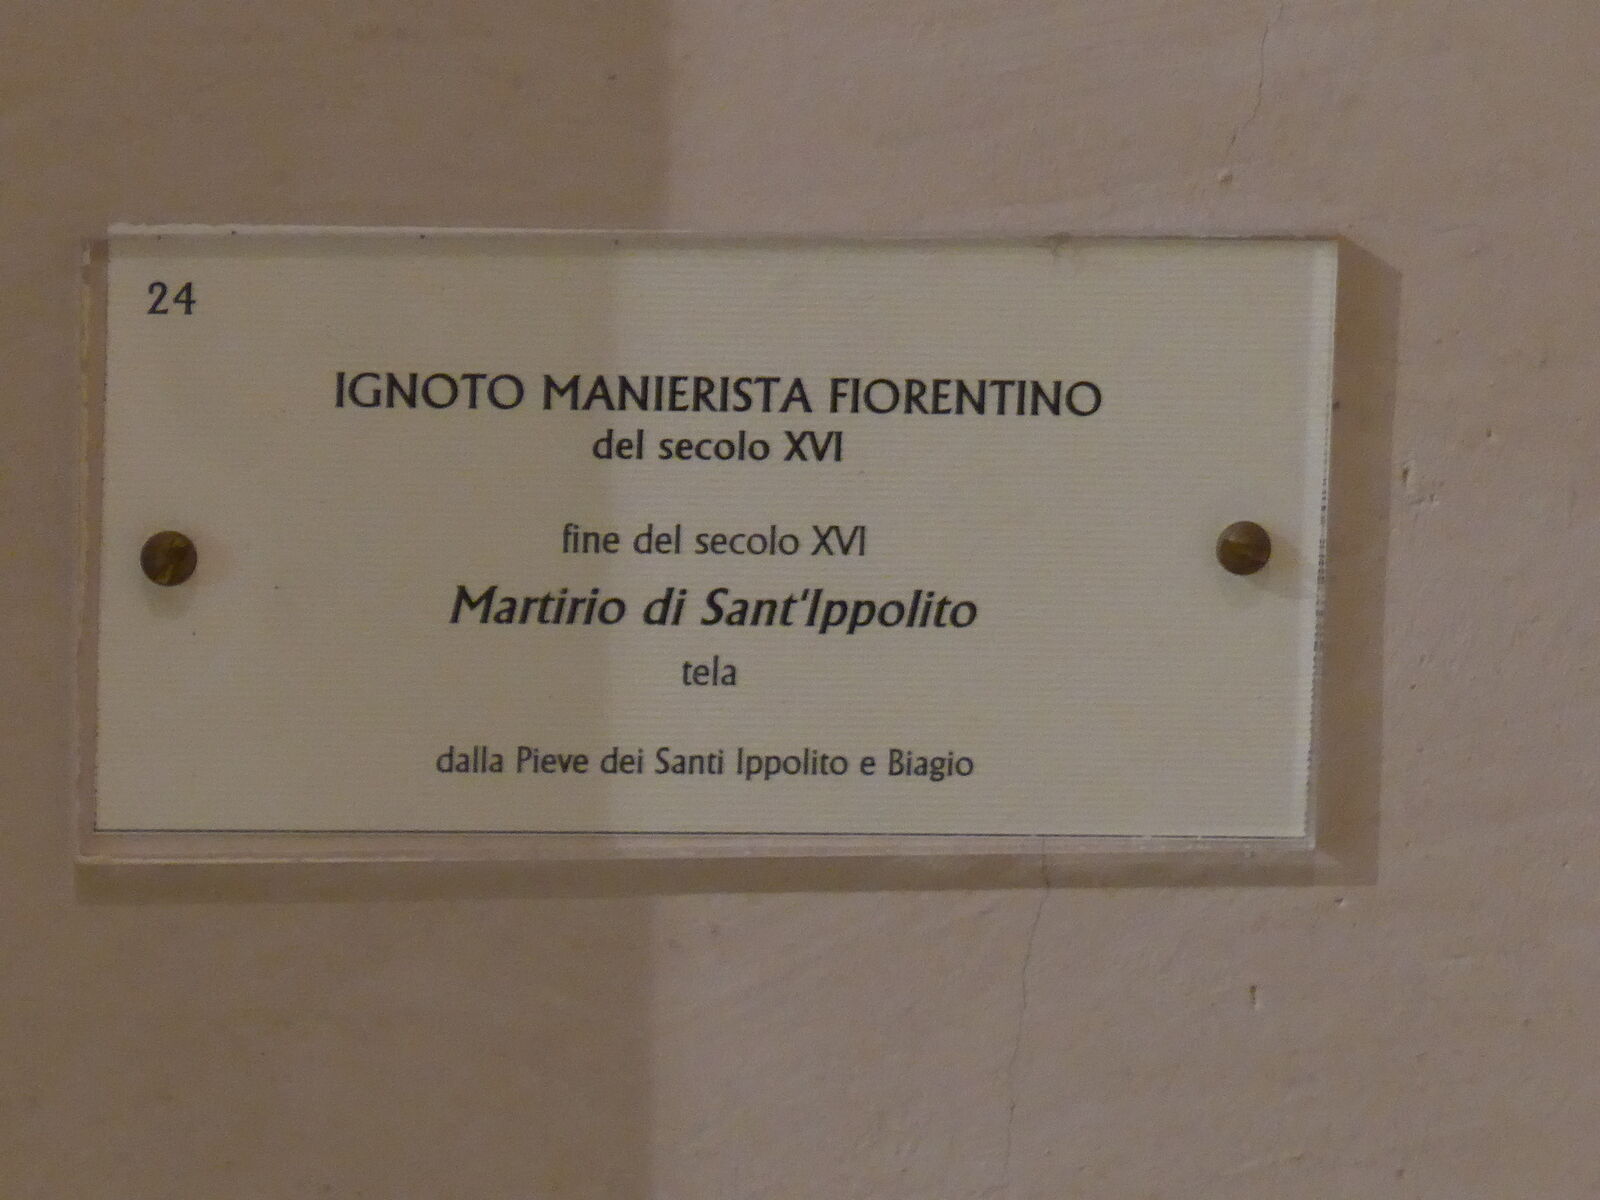 24
IGNOTO MANIERISTA FIORENTINO
del secolo XVI
fine del secolo XVI
Martirio di Sant'Ippolito
tela
dalla Pieve dei Santi Ippolito e Biagio